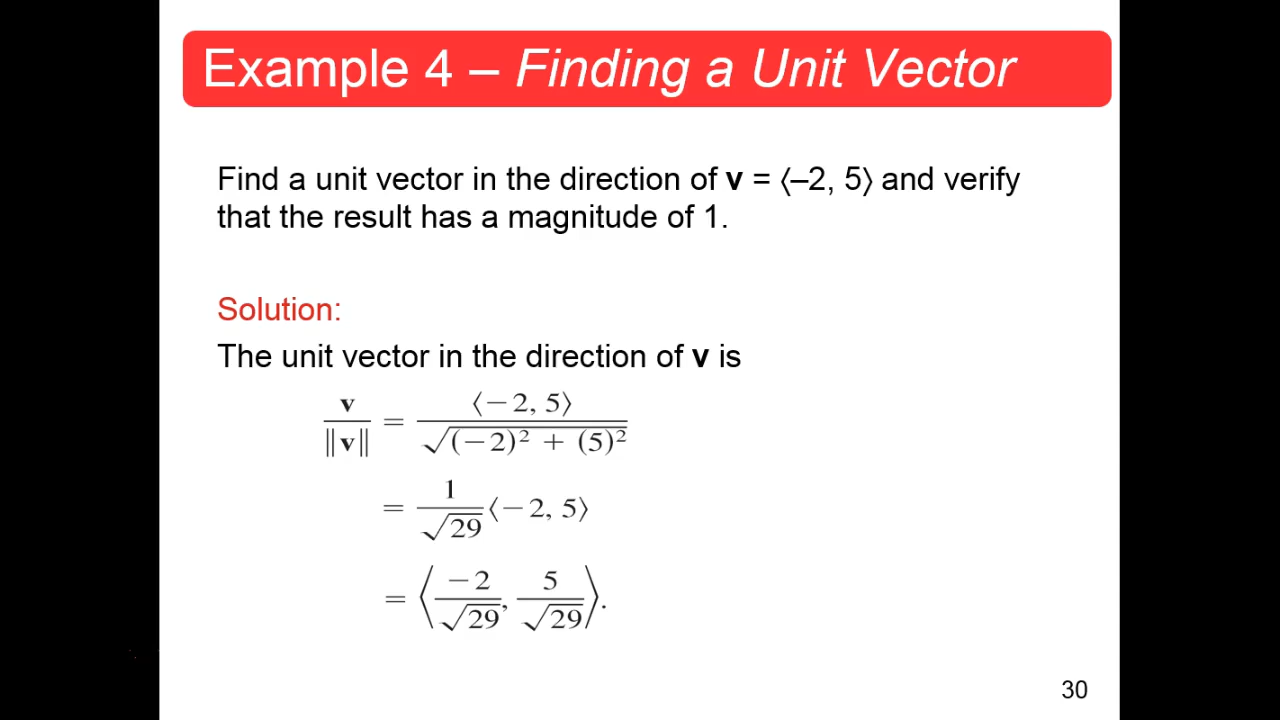 Example 4 – Finding a Unit Vector
Find a unit vector in the direction of v = ⟨–2, 5⟩ and verify
that the result has a magnitude of 1.
Solution:
The unit vector in the direction of v is
v/‖v‖ = ⟨−2, 5⟩/√((−2)² + (5)²)
= 1/√29 ⟨−2, 5⟩
= ⟨−2/√29, 5/√29⟩.
30